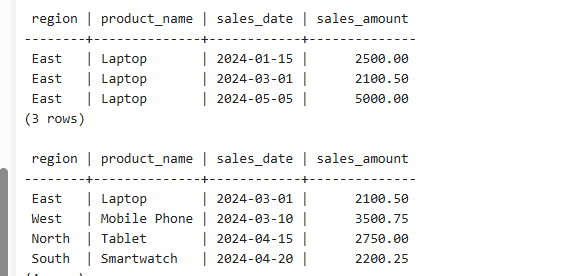 region | product_name | sales_date | sales_amount
--------+--------------+------------+--------------
East | Laptop | 2024-01-15 | 2500.00
East | Laptop | 2024-03-01 | 2100.50
East | Laptop | 2024-05-05 | 5000.00
(3 rows)
region | product_name | sales_date | sales_amount
--------+--------------+------------+--------------
East | Laptop | 2024-03-01 | 2100.50
West | Mobile Phone | 2024-03-10 | 3500.75
North | Tablet | 2024-04-15 | 2750.00
South | Smartwatch | 2024-04-20 | 2200.25